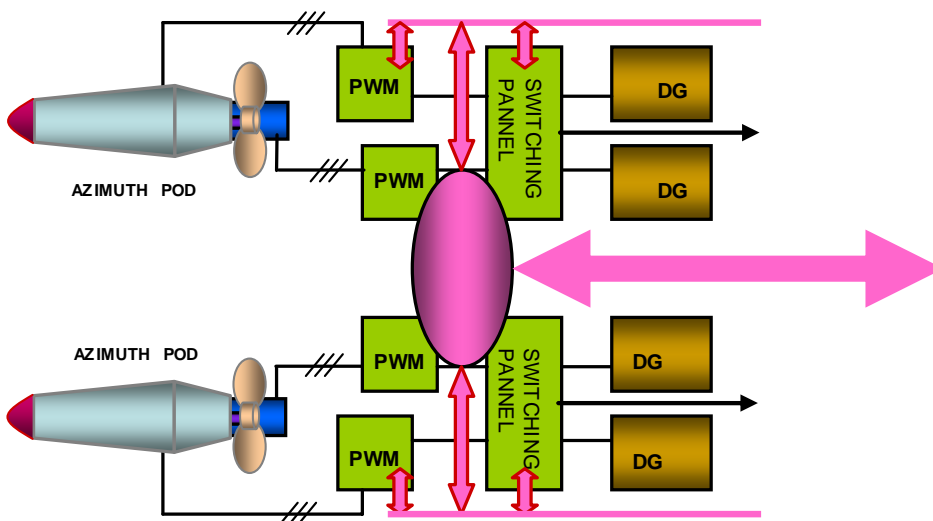 PWM
DG
SWITCHING
PANNEL
PWM
DG
AZIMUTH POD
AZIMUTH POD
PWM
DG
SWITCHING
PANNEL
PWM
DG